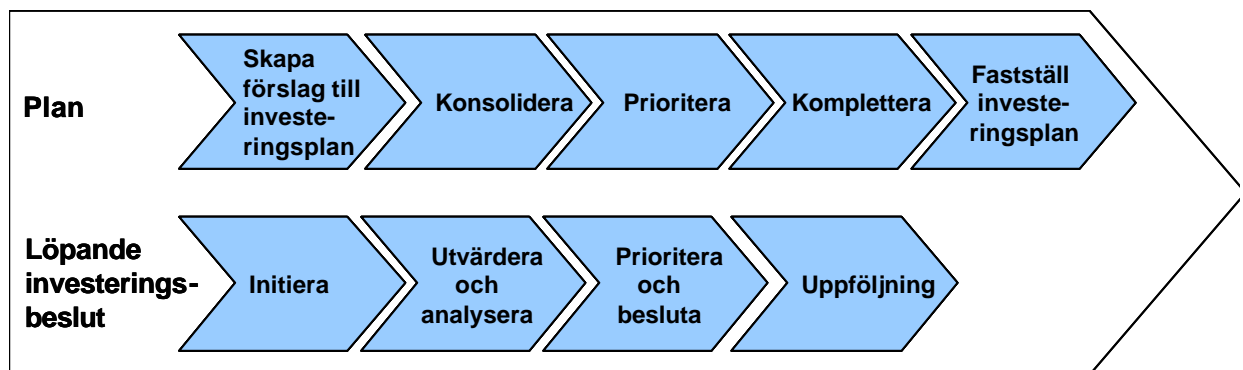 Plan
Skapa
förslag till
investe-
ringsplan
Konsolidera
Prioritera
Komplettera
Fastställ
investe-
ringsplan
Löpande
investerings-
beslut
Initiera
Utvärdera
och
analysera
Prioritera
och
besluta
Uppföljning